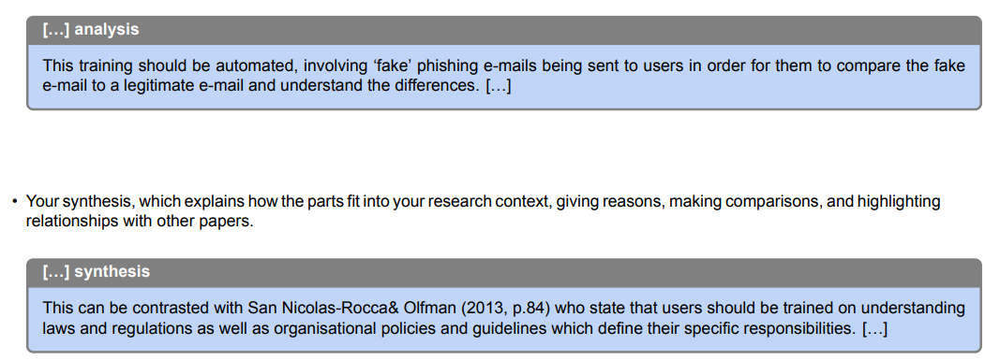 […] analysis
This training should be automated, involving ‘fake’ phishing e-mails being sent to users in order for them to compare the fake
e-mail to a legitimate e-mail and understand the differences. […]
• Your synthesis, which explains how the parts fit into your research context, giving reasons, making comparisons, and highlighting
relationships with other papers.
[…] synthesis
This can be contrasted with San Nicolas-Rocca& Olfman (2013, p.84) who state that users should be trained on understanding
laws and regulations as well as organisational policies and guidelines which define their specific responsibilities. […]